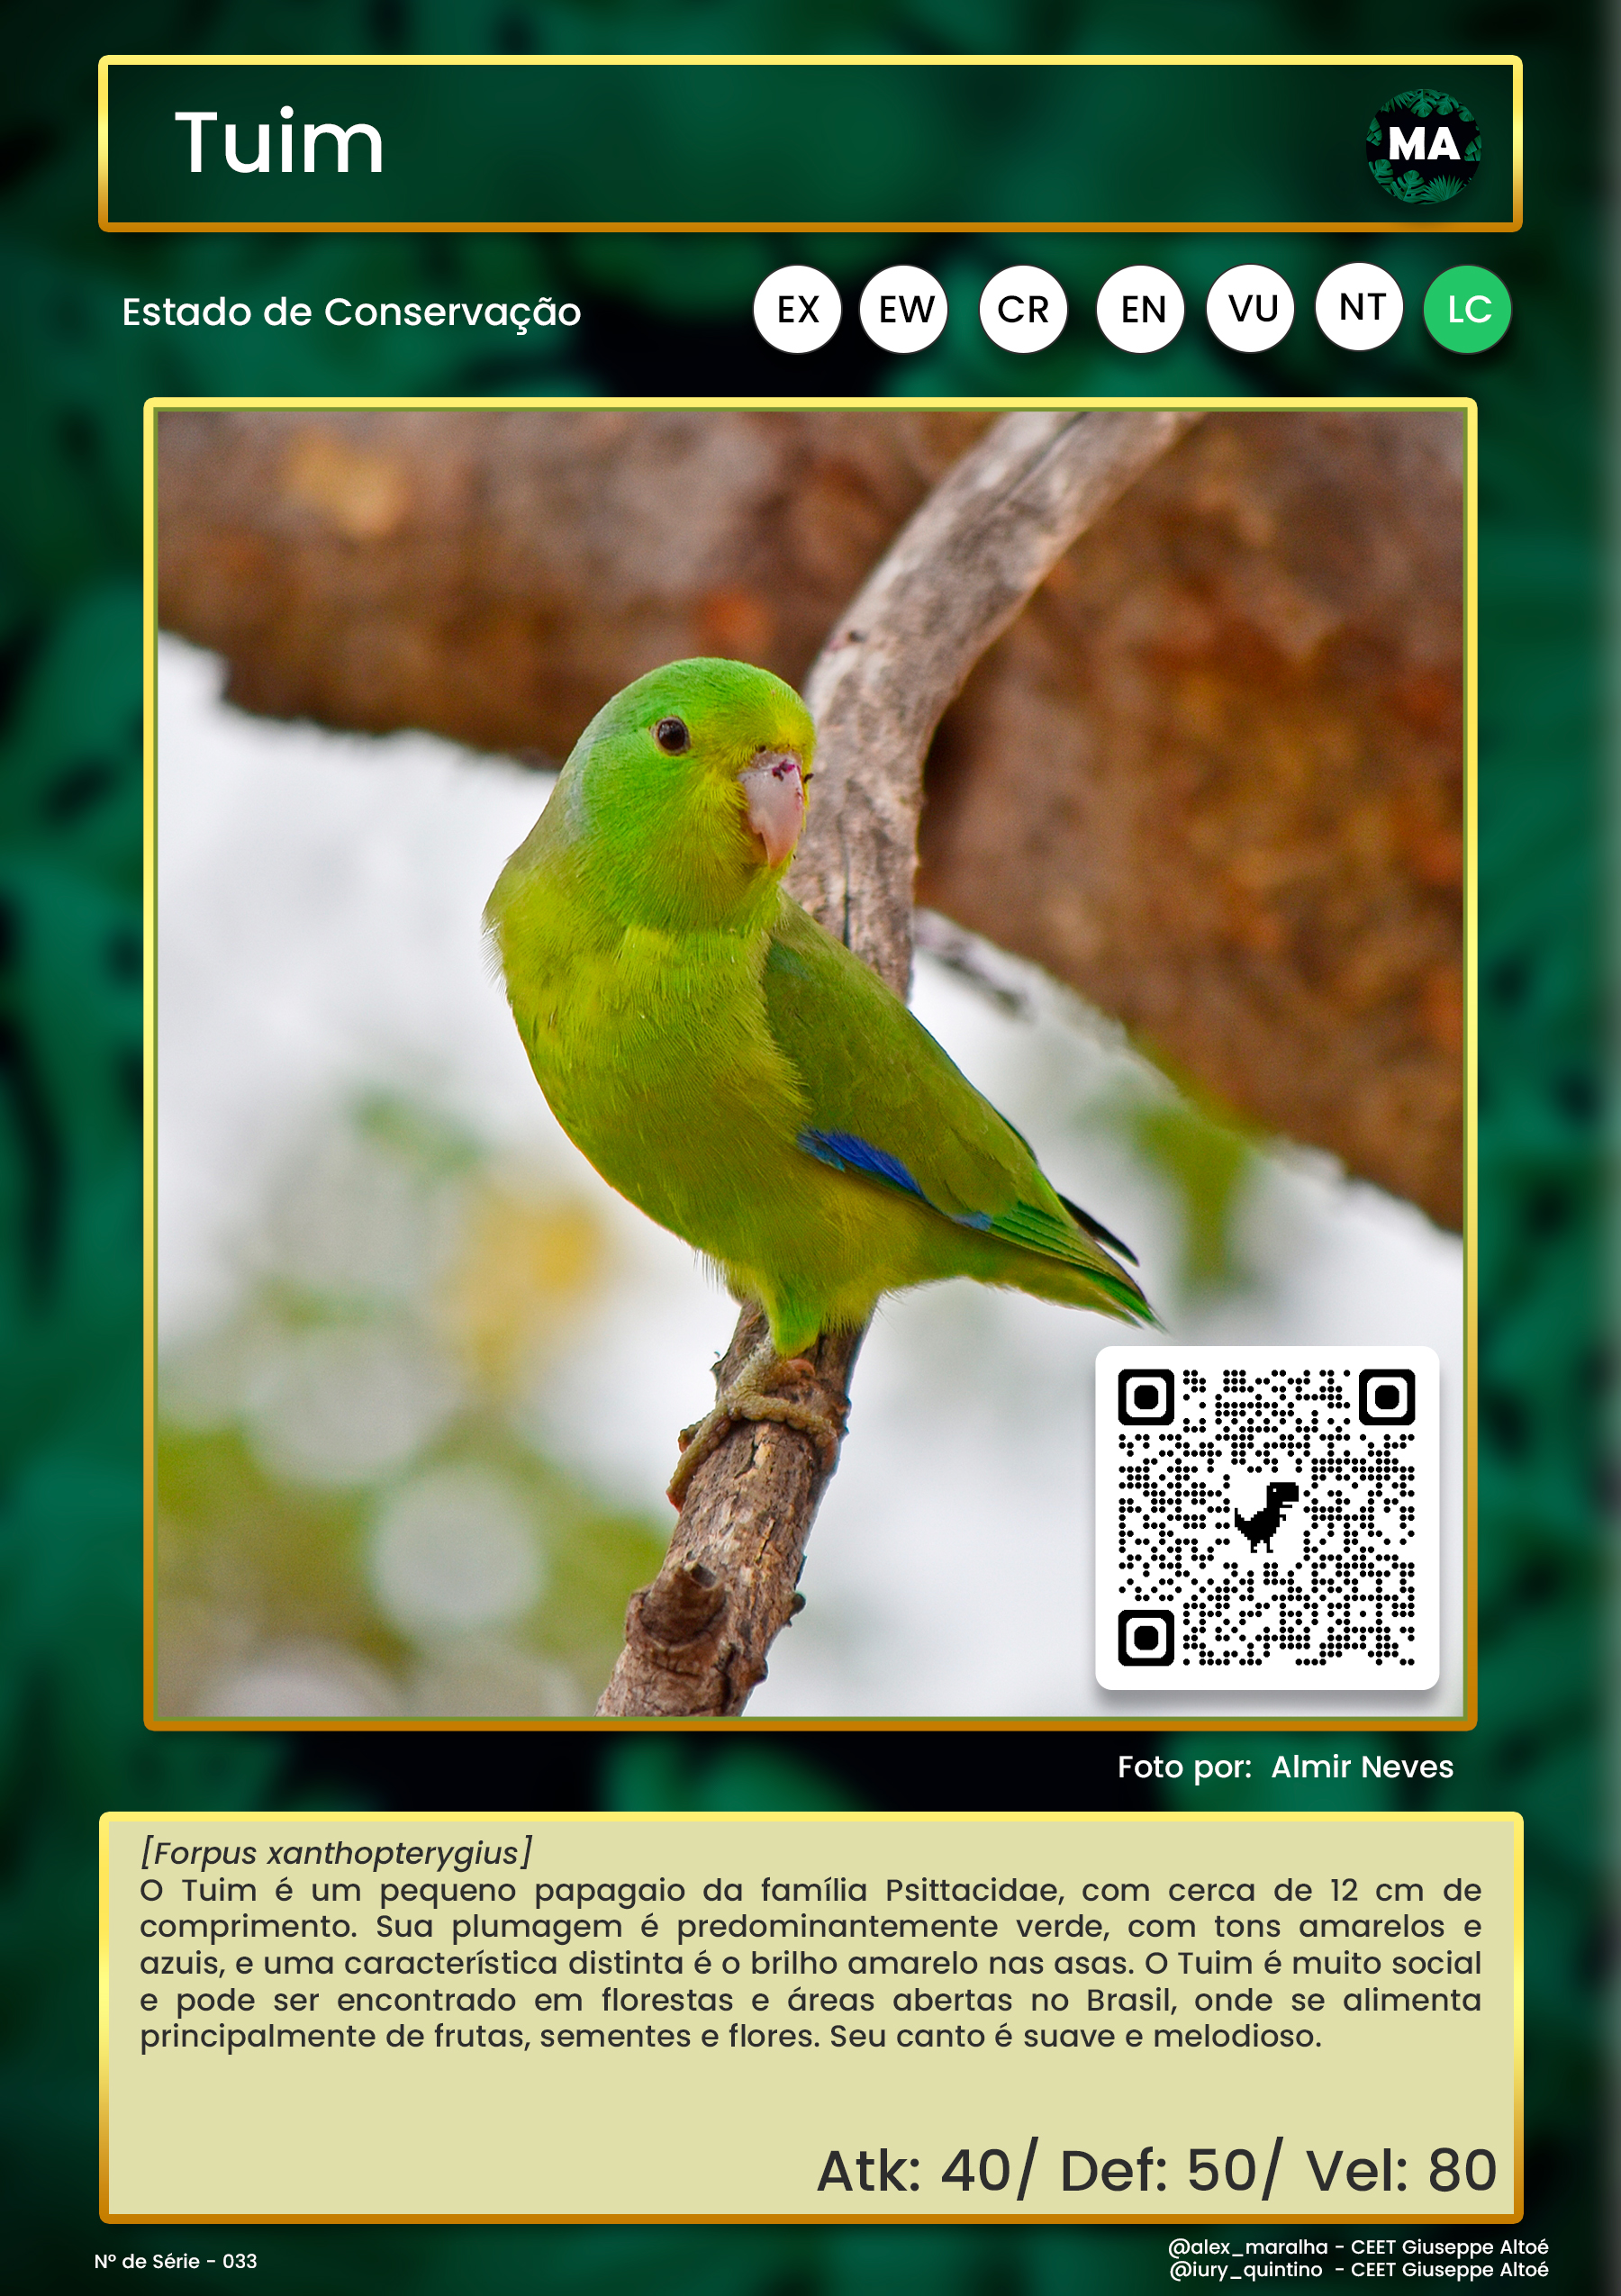 Tuim
MA
Estado de Conservação
EX EW CR EN VU NT LC
Foto por: Almir Neves
[Forpus xanthopterygius]
O Tuim é um pequeno papagaio da família Psittacidae, com cerca de 12 cm de
comprimento. Sua plumagem é predominantemente verde, com tons amarelos e
azuis, e uma característica distinta é o brilho amarelo nas asas. O Tuim é muito social
e pode ser encontrado em florestas e áreas abertas no Brasil, onde se alimenta
principalmente de frutas, sementes e flores. Seu canto é suave e melodioso.
Atk: 40/ Def: 50/ Vel: 80
Nº de Série - 033
@alex_maralha - CEET Giuseppe Altoé
@iury_quintino - CEET Giuseppe Altoé